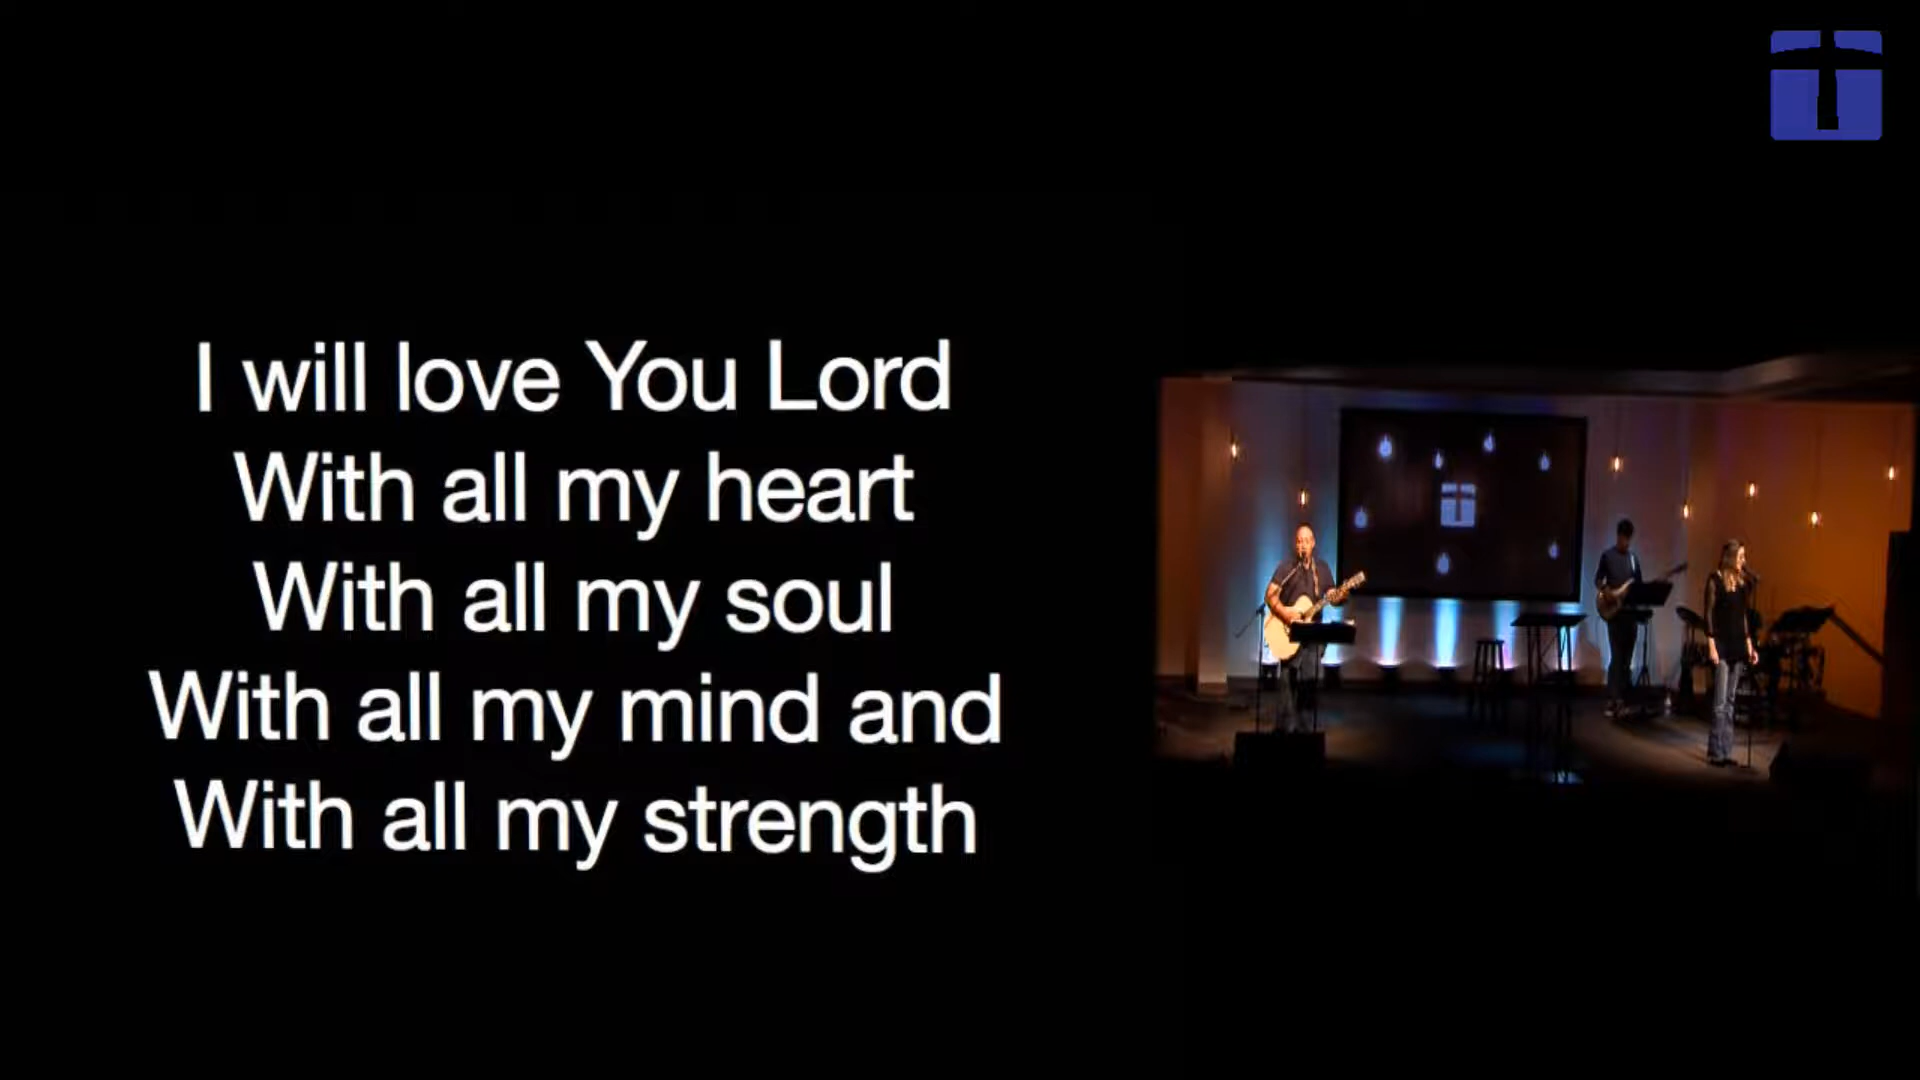 I will love You Lord
With all my heart
With all my soul
With all my mind and
With all my strength